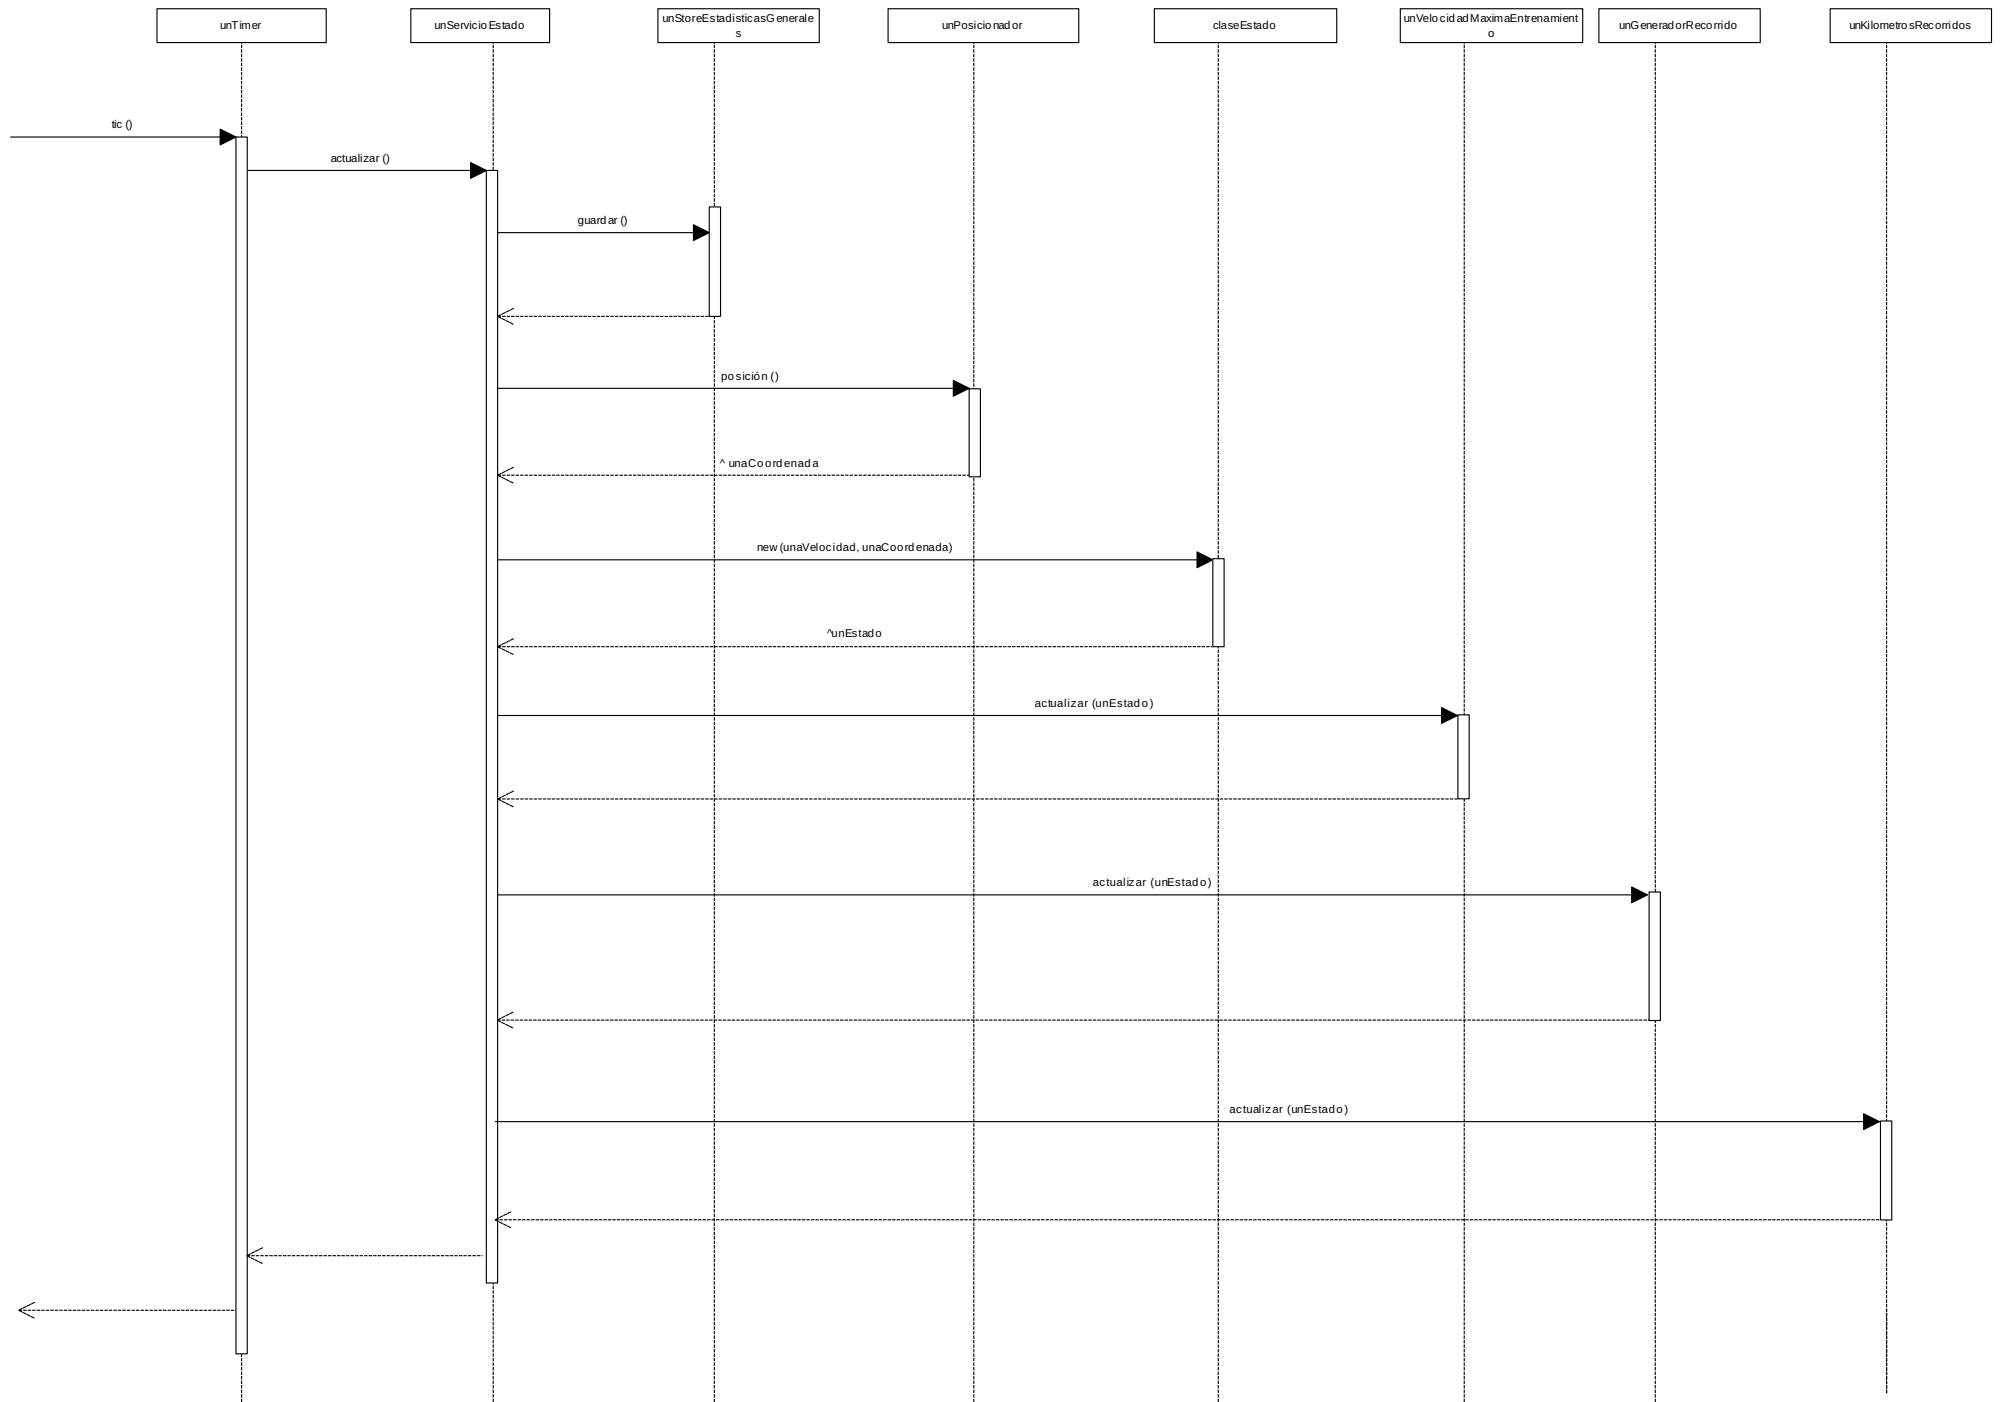 unTimer
unServicioEstado
unStoreEstadisticasGenerale
s
unPosicionador
claseEstado
unVelocidadMaximaEntrenamient
o
unGeneradorRecorrido
unKilometrosRecorridos
tic ()
actualizar ()
guardar ()
posición ()
^ unaCoordenada
new (unaVelocidad, unaCoordenada)
^unEstado
actualizar (unEstado)
actualizar (unEstado)
actualizar (unEstado)